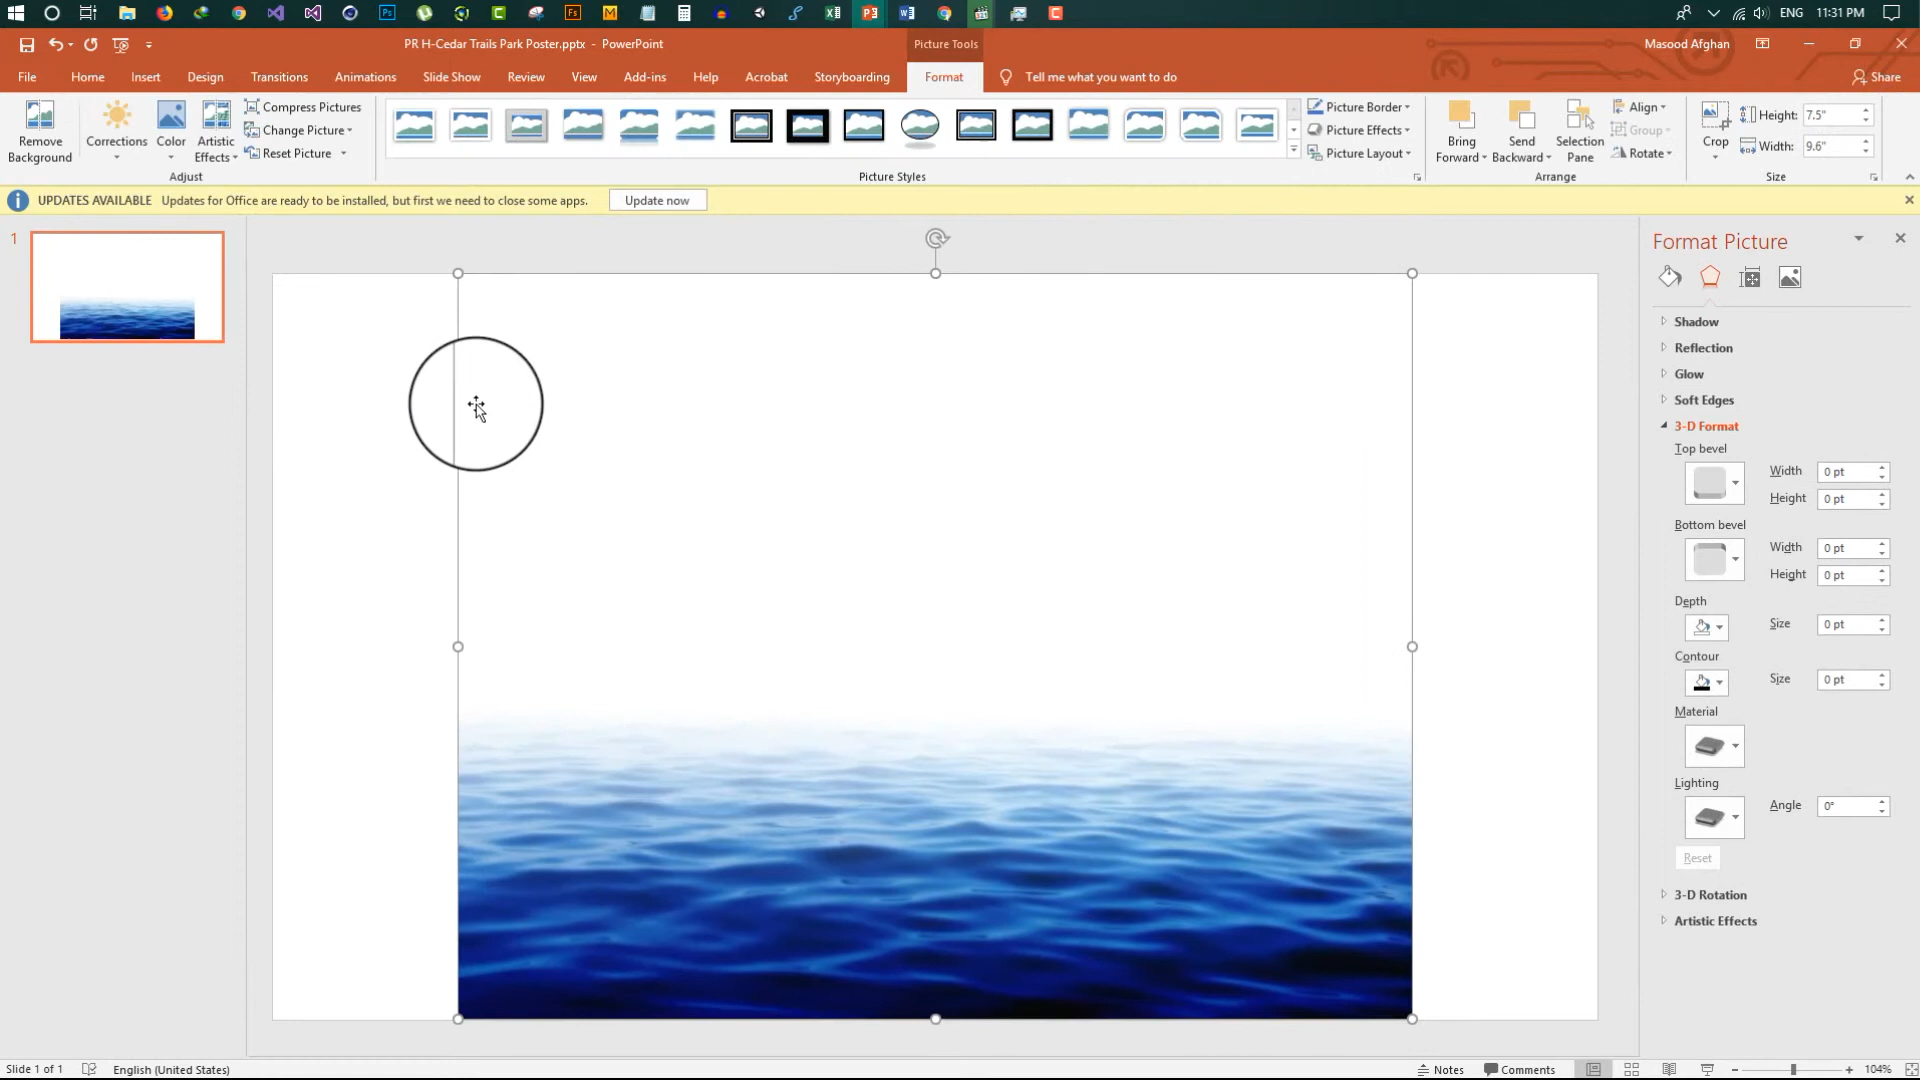 ENG 11:31 PM
PR H-Cedar Trails Park Poster.pptx - PowerPoint
Picture Tools
Masood Afghan
File Home Insert Design Transitions Animations Slide Show Review View Add-ins Help Acrobat Storyboarding Format Tell me what you want to do Share
Remove Background
Corrections
Color
Artistic Effects
Compress Pictures
Change Picture
Reset Picture
Adjust
Picture Styles
Picture Border
Picture Effects
Picture Layout
Bring Forward
Send Backward
Selection Pane
Align
Group
Rotate
Arrange
Crop
Height: 7.5"
Width: 9.6"
Size
UPDATES AVAILABLE Updates for Office are ready to be installed, but first we need to close some apps. Update now
1
Format Picture
Shadow
Reflection
Glow
Soft Edges
3-D Format
Top bevel
Width 0 pt
Height 0 pt
Bottom bevel
Width 0 pt
Height 0 pt
Depth
Size 0 pt
Contour
Size 0 pt
Material
Lighting
Angle 0°
Reset
3-D Rotation
Artistic Effects
Slide 1 of 1 English (United States) Notes Comments 104%